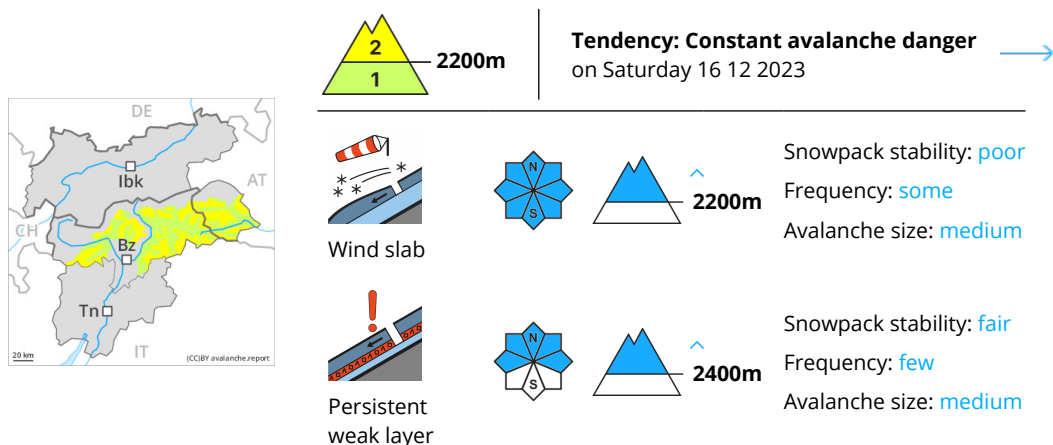 2
1
2200m
Tendency: Constant avalanche danger
on Saturday 16 12 2023
DE
Ibk
AT
CH
Bz
Tn
IT
20 km
(CC)BY avalanche.report
Wind slab
N
S
2200m
Snowpack stability: poor
Frequency: some
Avalanche size: medium
Persistent
weak layer
N
S
2400m
Snowpack stability: fair
Frequency: few
Avalanche size: medium